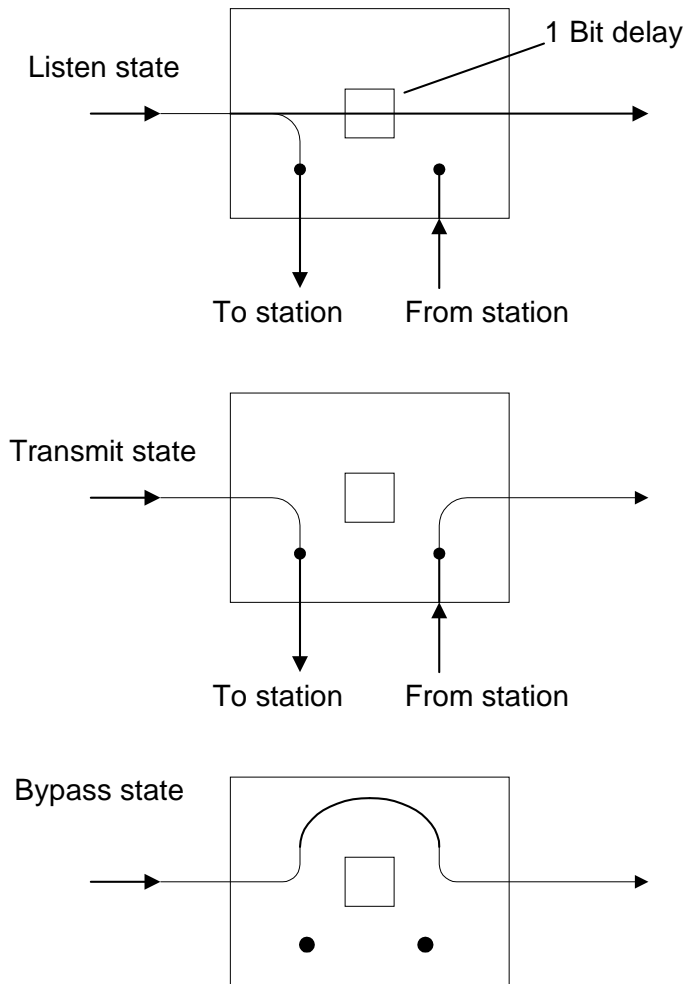 1 Bit delay
Listen state
To station From station
Transmit state
To station From station
Bypass state